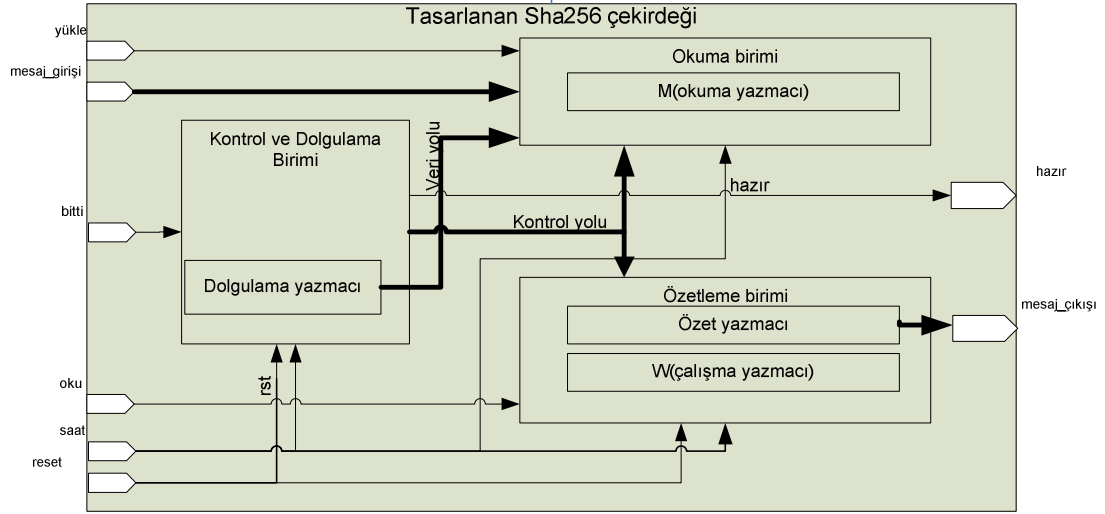 Tasarlanan Sha256 çekirdeği
yükle
mesaj_girişi
Okuma birimi
M(okuma yazmacı)
Kontrol ve Dolgulama
Birimi
Veri yolu
hazır
hazır
bitti
Kontrol yolu
Dolgulama yazmacı
Özetleme birimi
Özet yazmacı
mesaj_çıkışı
W(çalışma yazmacı)
oku
rst
saat
reset